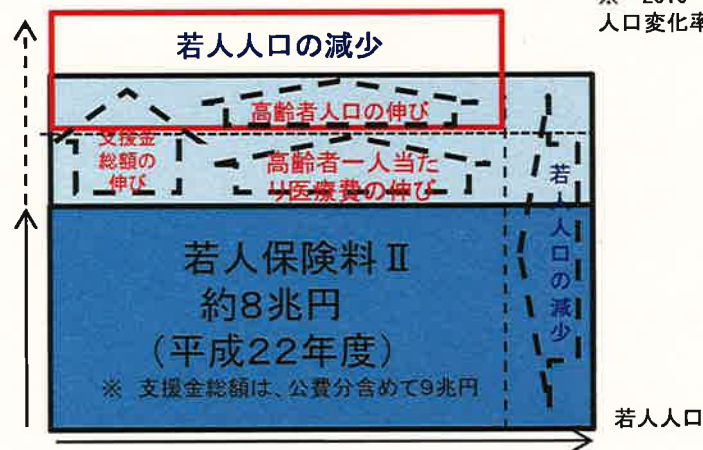 人口変化率
若人人口の減少
高齢者人口の伸び
支援金
総額の
伸び
高齢者一人当た
り医療費の伸び
若人人口の減少
若人保険料Ⅱ
約8兆円
(平成22年度)
※ 支援金総額は、公費分含めて9兆円
若人人口